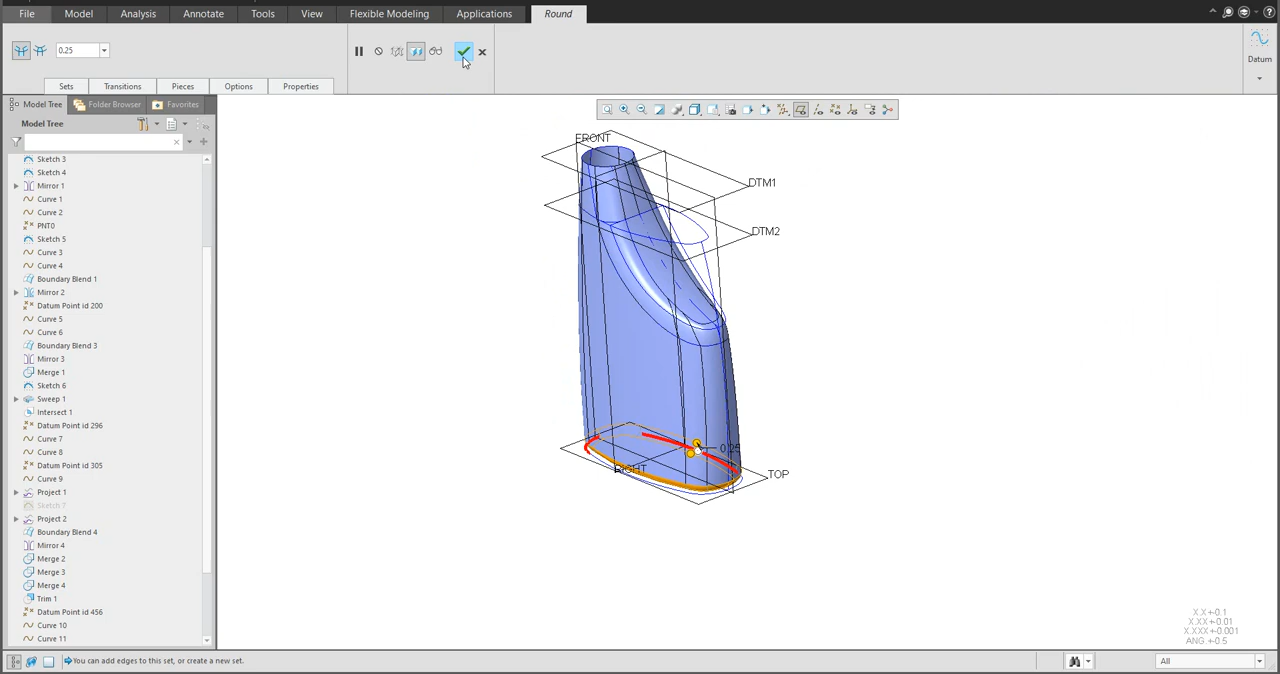 File Model Analysis Annotate Tools View Flexible Modeling Applications Round
0.25
Sets Transitions Pieces Options Properties
Datum
Model Tree Folder Browser Favorites
Model Tree
Sketch 3
Sketch 4
Mirror 1
Curve 1
Curve 2
PNT0
Sketch 5
Curve 3
Curve 4
Boundary Blend 1
Mirror 2
Datum Point id 200
Curve 5
Curve 6
Boundary Blend 3
Mirror 3
Merge 1
Sketch 6
Sweep 1
Intersect 1
Datum Point id 296
Curve 7
Curve 8
Datum Point id 305
Curve 9
Project 1
Sketch 7
Project 2
Boundary Blend 4
Mirror 4
Merge 2
Merge 3
Merge 4
Trim 1
Datum Point id 456
Curve 10
Curve 11
FRONT
DTM1
DTM2
0.25
RIGHT
TOP
X.X+-0.1
X.XX+-0.01
X.XXX+-0.001
ANG.+-0.5
You can add edges to this set, or create a new set.
All